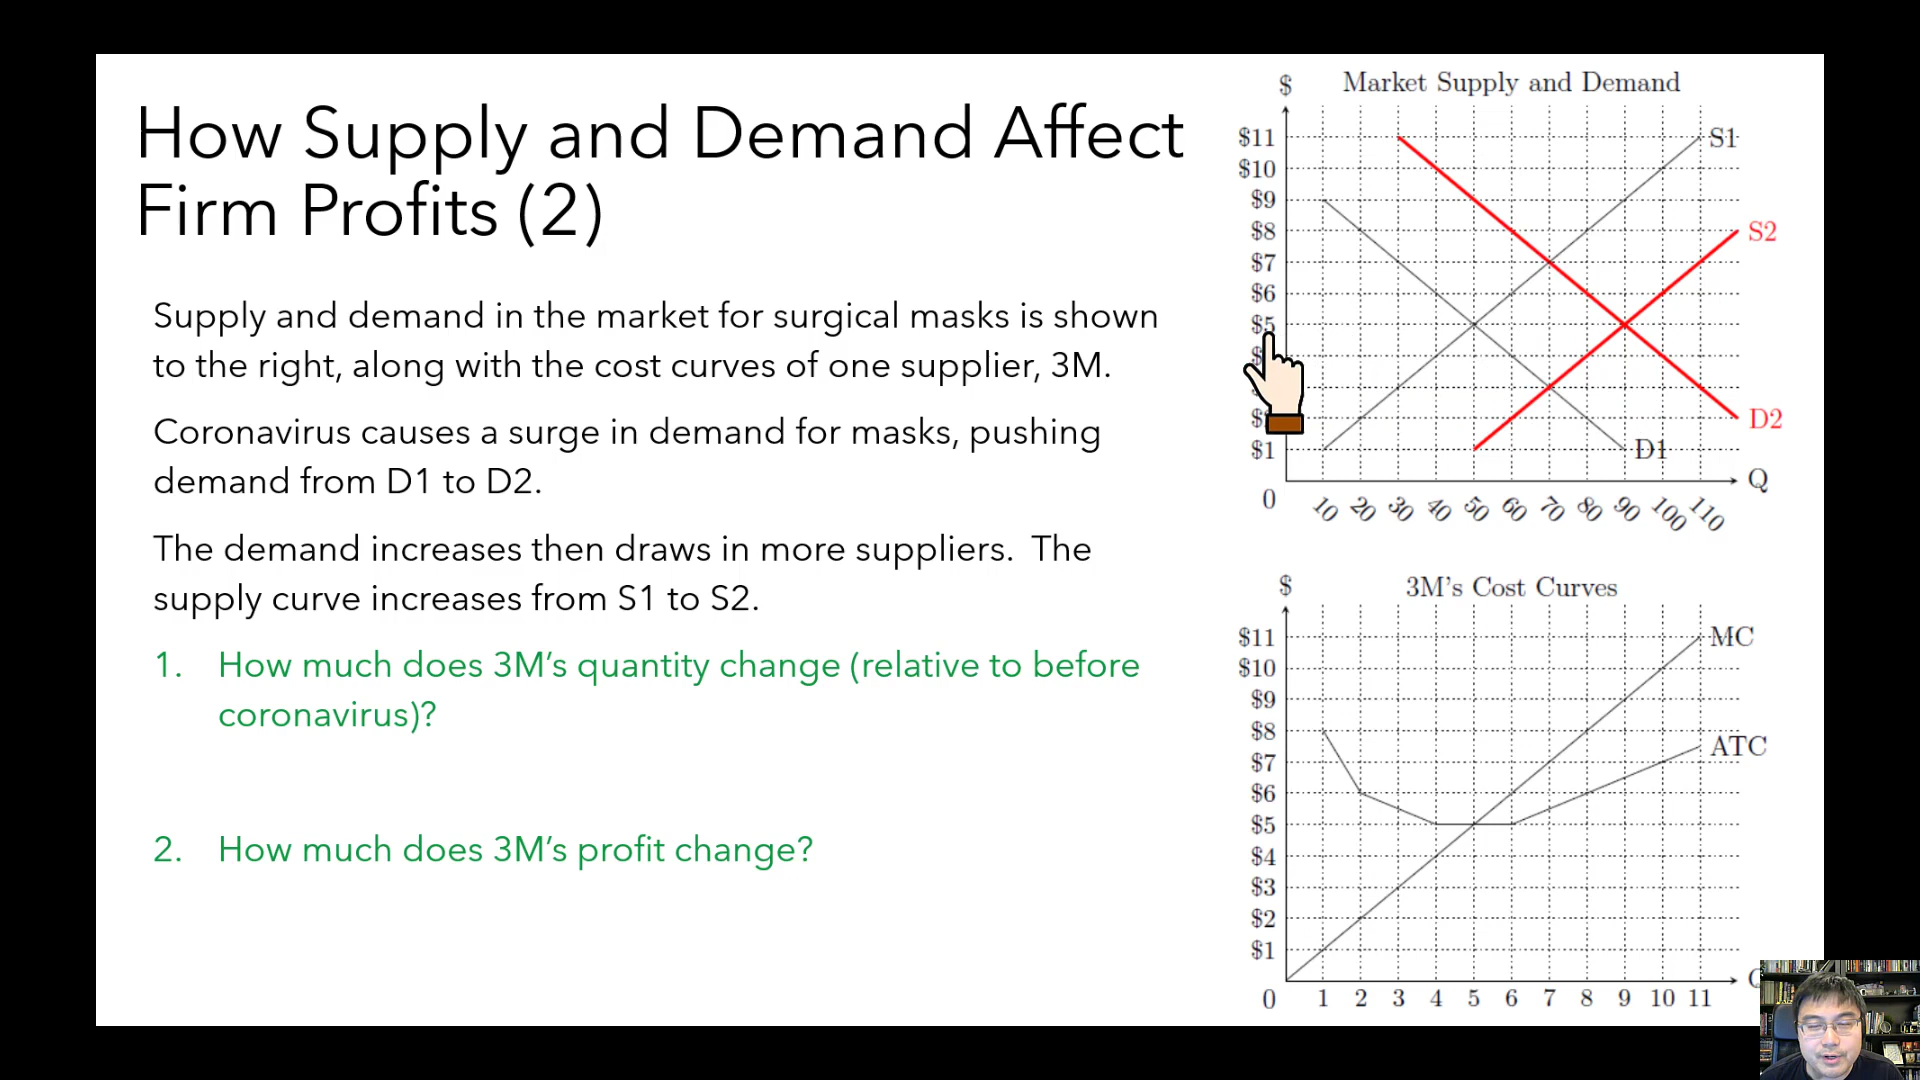 How Supply and Demand Affect
Firm Profits (2)
Supply and demand in the market for surgical masks is shown
to the right, along with the cost curves of one supplier, 3M.
Coronavirus causes a surge in demand for masks, pushing
demand from D1 to D2.
The demand increases then draws in more suppliers. The
supply curve increases from S1 to S2.
1. How much does 3M's quantity change (relative to before
coronavirus)?
2. How much does 3M's profit change?
$ Market Supply and Demand
$11 S1
$10
$9
$8 S2
$7
$6
$5
D2
$1 D1
Q
0 10 20 30 40 50 60 70 80 90 100 110
$ 3M's Cost Curves
$11 MC
$10
$9
$8 ATC
$7
$6
$5
$4
$3
$2
$1
0 1 2 3 4 5 6 7 8 9 10 11